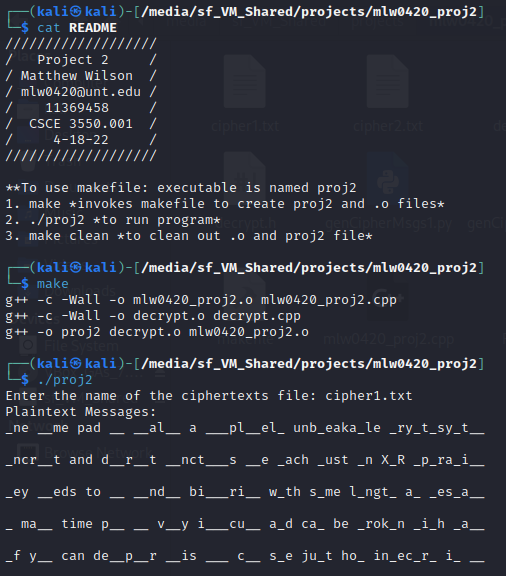 ┌──(kali㉿kali)-[/media/sf_VM_Shared/projects/mlw0420_proj2]
└─$ cat README
///////////////////
/   Project 2     /
/ Matthew Wilson  /
/ mlw0420@unt.edu /
/    11369458     /
/  CSCE 3550.001  /
/     4-18-22     /
///////////////////
**To use makefile: executable is named proj2
1. make *invokes makefile to create proj2 and .o files*
2. ./proj2 *to run program*
3. make clean *to clean out .o and proj2 file*
┌──(kali㉿kali)-[/media/sf_VM_Shared/projects/mlw0420_proj2]
└─$ make
g++ -c -Wall -o mlw0420_proj2.o mlw0420_proj2.cpp
g++ -c -Wall -o decrypt.o decrypt.cpp
g++ -o proj2 decrypt.o mlw0420_proj2.o
┌──(kali㉿kali)-[/media/sf_VM_Shared/projects/mlw0420_proj2]
└─$ ./proj2
Enter the name of the ciphertexts file: cipher1.txt
Plaintext Messages:
_ne __me pad __ __al__ a ___pl__el_ unb_eaka_le _ry_t_sy_t__
_ncr__t and d__r__t __nct___s __e _ach _ust _n X_R _p_ra_i__
_ey __eds to __ __nd__ bi___ri__ w_th s_me l_ngt_ a_ _es_a__
_ ma__ time p__ __ v__y i___cu__ a_d ca_ be _rok_n _i_h _a__
_f y__ can de__p__r __is ___ c__ s_e ju_t ho_ in_ec_r_ i_ __